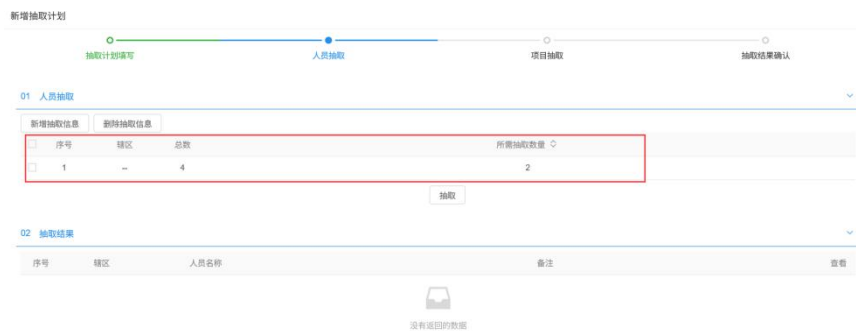 新增抽取计划
抽取计划填写 人员抽取 项目抽取 抽取结果确认
01 人员抽取
新增抽取信息 删除抽取信息
序号 辖区 总数 所需抽取数量
1 -- 4 2
抽取
02 抽取结果
序号 辖区 人员名称 备注 查看
没有返回的数据